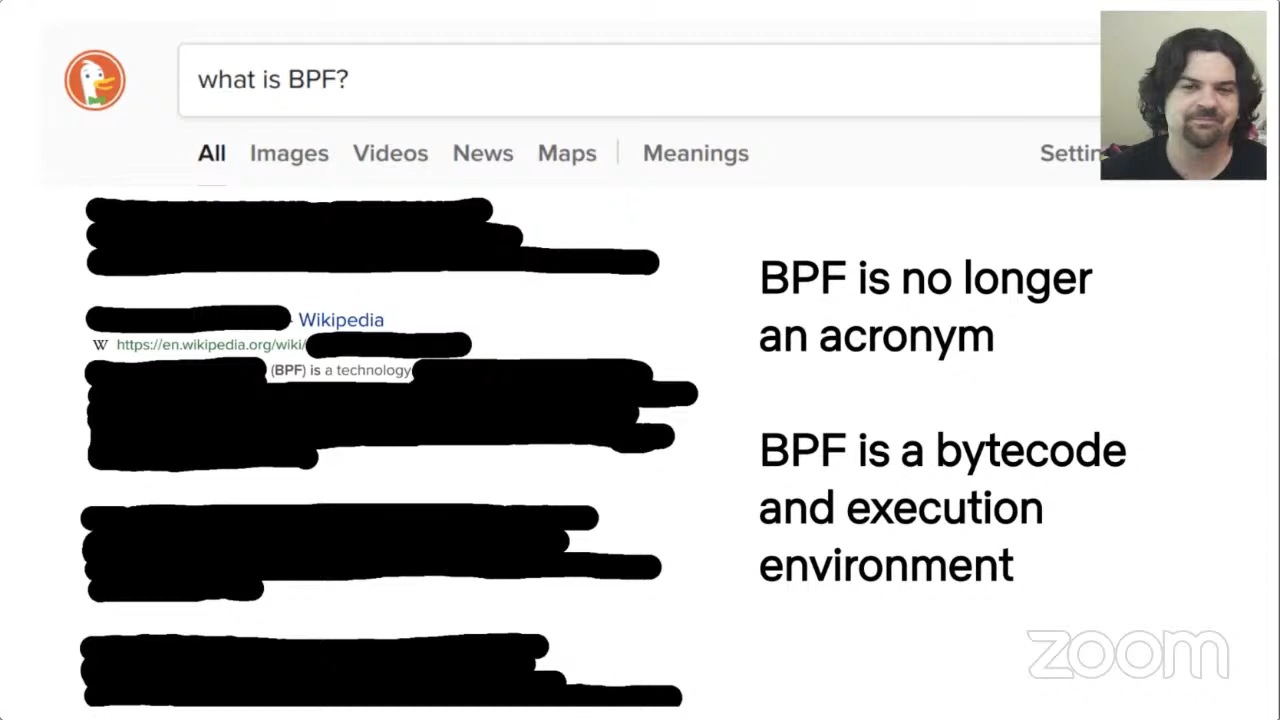 what is BPF?
All Images Videos News Maps Meanings
Wikipedia
W https://en.wikipedia.org/wiki/
(BPF) is a technology
BPF is no longer
an acronym
BPF is a bytecode
and execution
environment
zoom